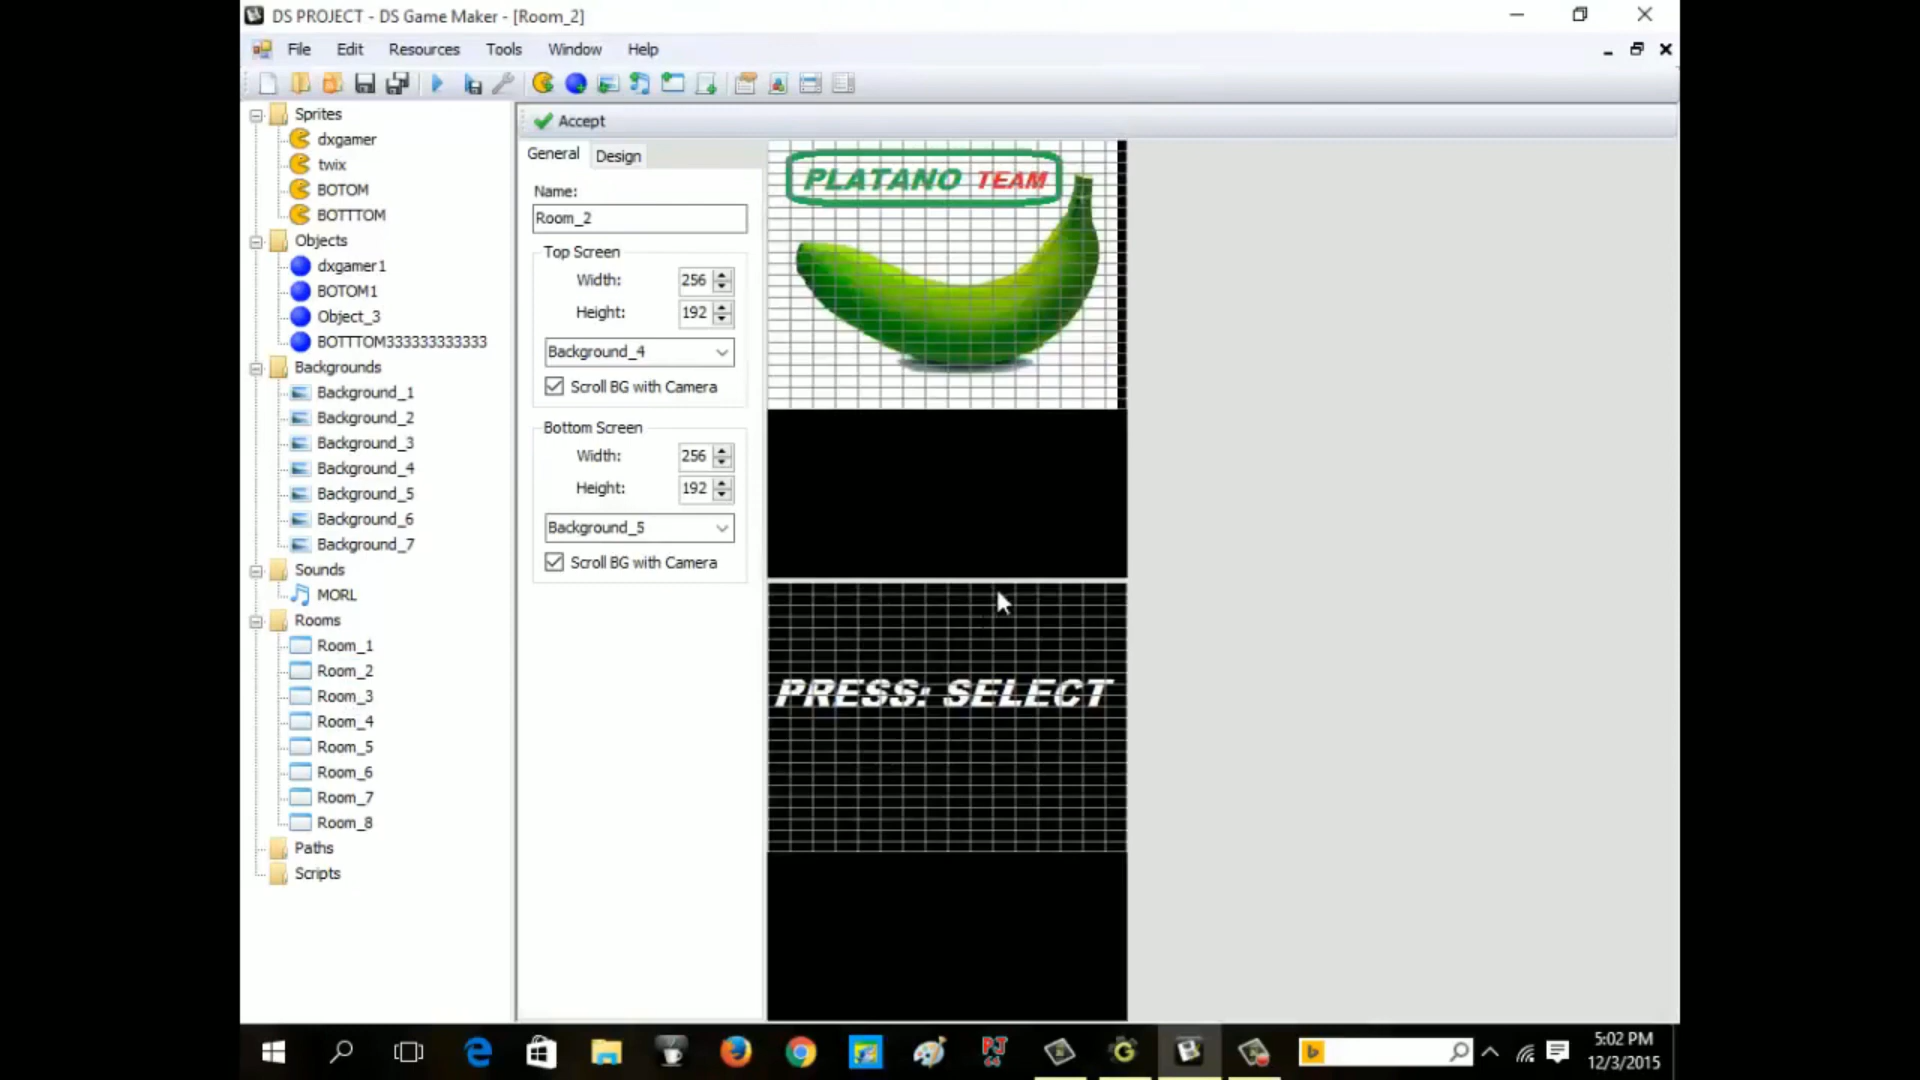 DS PROJECT - DS Game Maker - [Room_2]
File Edit Resources Tools Window Help
Sprites
dxgamer
twix
BOTOM
BOTTTOM
Objects
dxgamer1
BOTOM1
Object_3
BOTTTOM333333333333
Backgrounds
Background_1
Background_2
Background_3
Background_4
Background_5
Background_6
Background_7
Sounds
MORL
Rooms
Room_1
Room_2
Room_3
Room_4
Room_5
Room_6
Room_7
Room_8
Paths
Scripts
Accept
General Design
Name:
Room_2
Top Screen
Width: 256
Height: 192
Background_4
Scroll BG with Camera
Bottom Screen
Width: 256
Height: 192
Background_5
Scroll BG with Camera
PLATANO TEAM
PRESS: SELECT
PJ
64
5:02 PM
12/3/2015